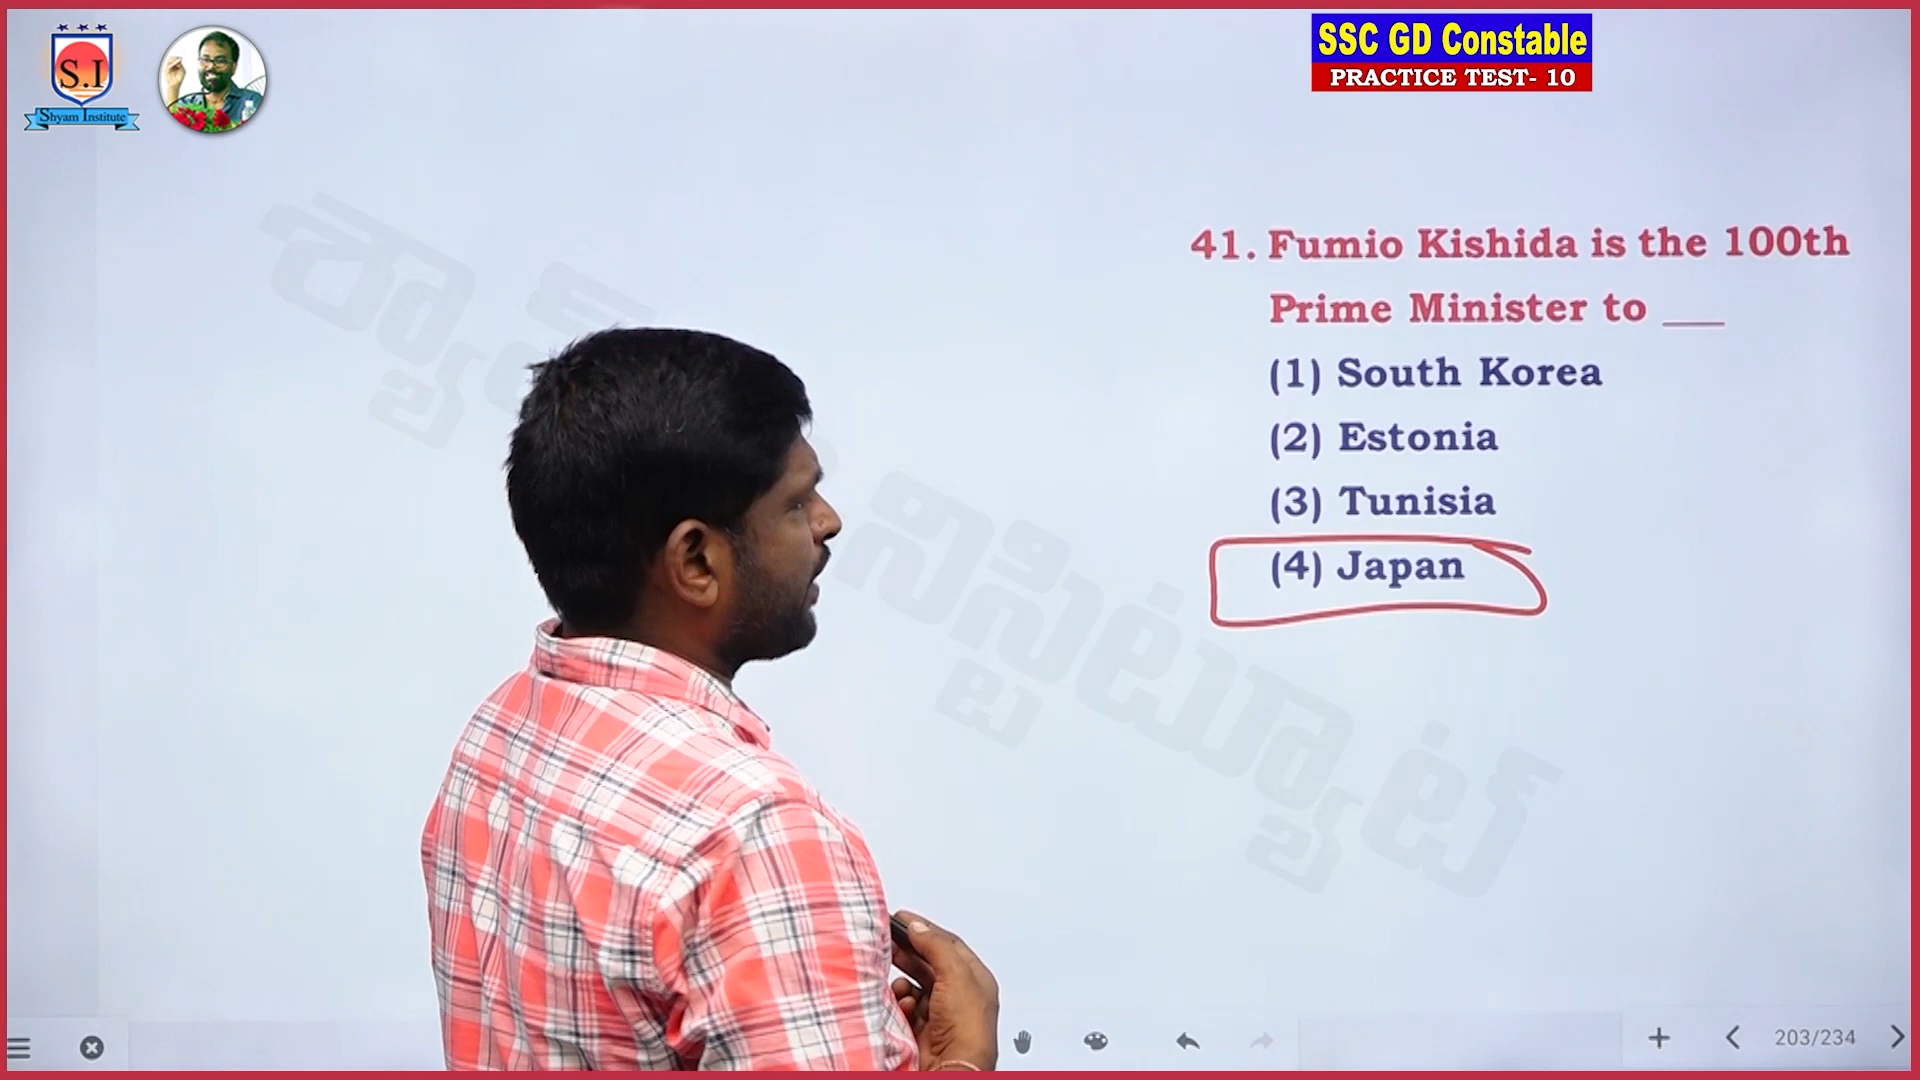 S.I
Shyam Institute
SSC GD Constable
PRACTICE TEST- 10
41. Fumio Kishida is the 100th
Prime Minister to ___
(1) South Korea
(2) Estonia
(3) Tunisia
(4) Japan
203/234